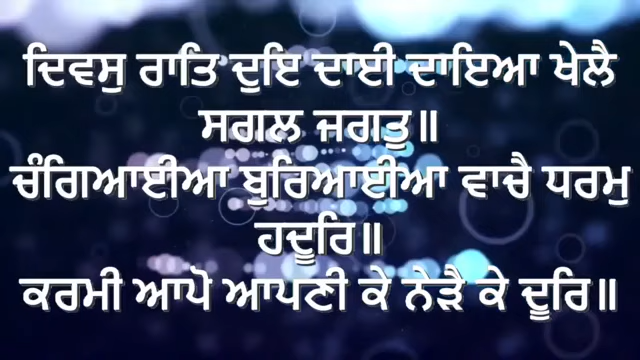 ਦਿਵਸੁ ਰਾਤਿ ਦੁਇ ਦਾਈ ਦਾਇਆ ਖੇਲੈ
ਸਗਲ ਜਗਤੁ॥
ਚੰਗਿਆਈਆ ਬੁਰਿਆਈਆ ਵਾਚੈ ਧਰਮੁ
ਹਦੂਰਿ॥
ਕਰਮੀ ਆਪੋ ਆਪਣੀ ਕੇ ਨੇੜੈ ਕੇ ਦੂਰਿ॥